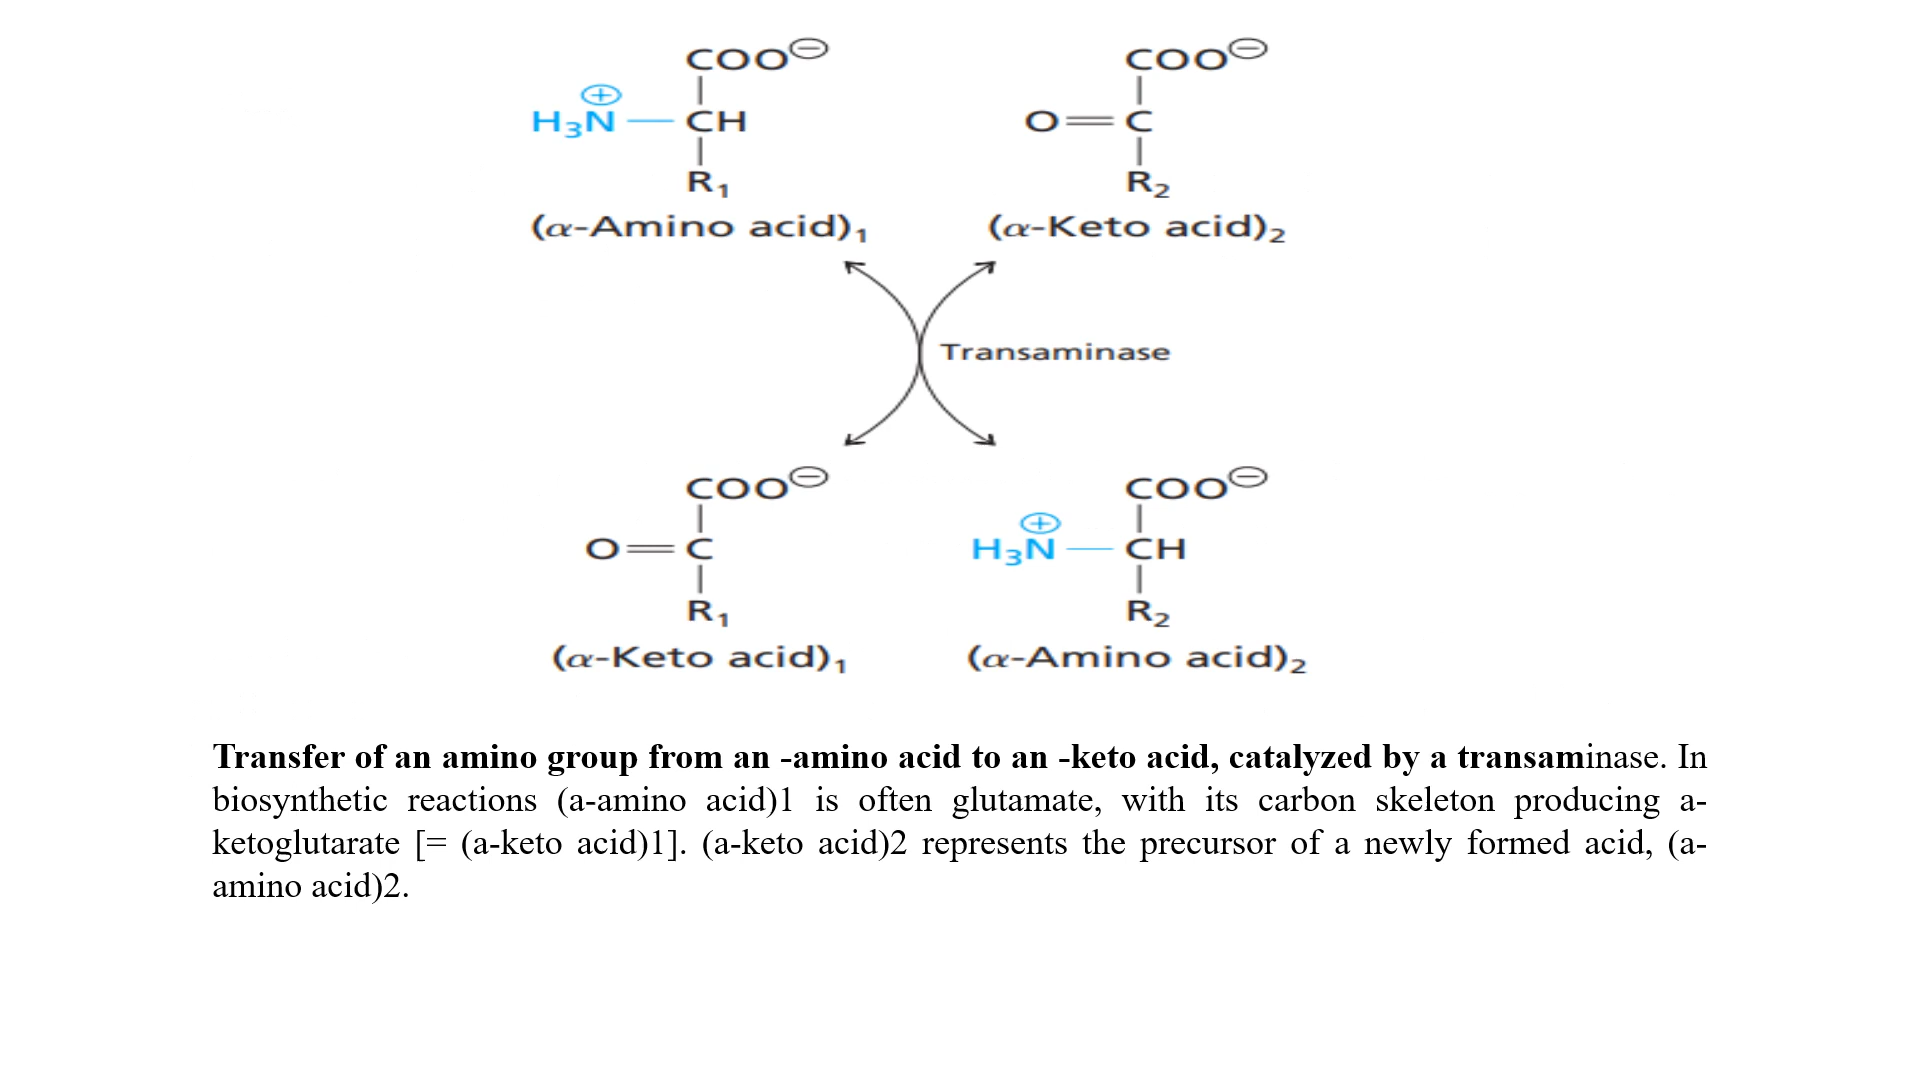 COO⊖ COO⊖
⊕
H₃N — CH O=C
R₁ R₂
(α-Amino acid)₁ (α-Keto acid)₂
Transaminase
COO⊖ COO⊖
⊕
O=C H₃N — CH
R₁ R₂
(α-Keto acid)₁ (α-Amino acid)₂
Transfer of an amino group from an -amino acid to an -keto acid, catalyzed by a transaminase. In
biosynthetic reactions (a-amino acid)1 is often glutamate, with its carbon skeleton producing a-
ketoglutarate [= (a-keto acid)1]. (a-keto acid)2 represents the precursor of a newly formed acid, (a-
amino acid)2.